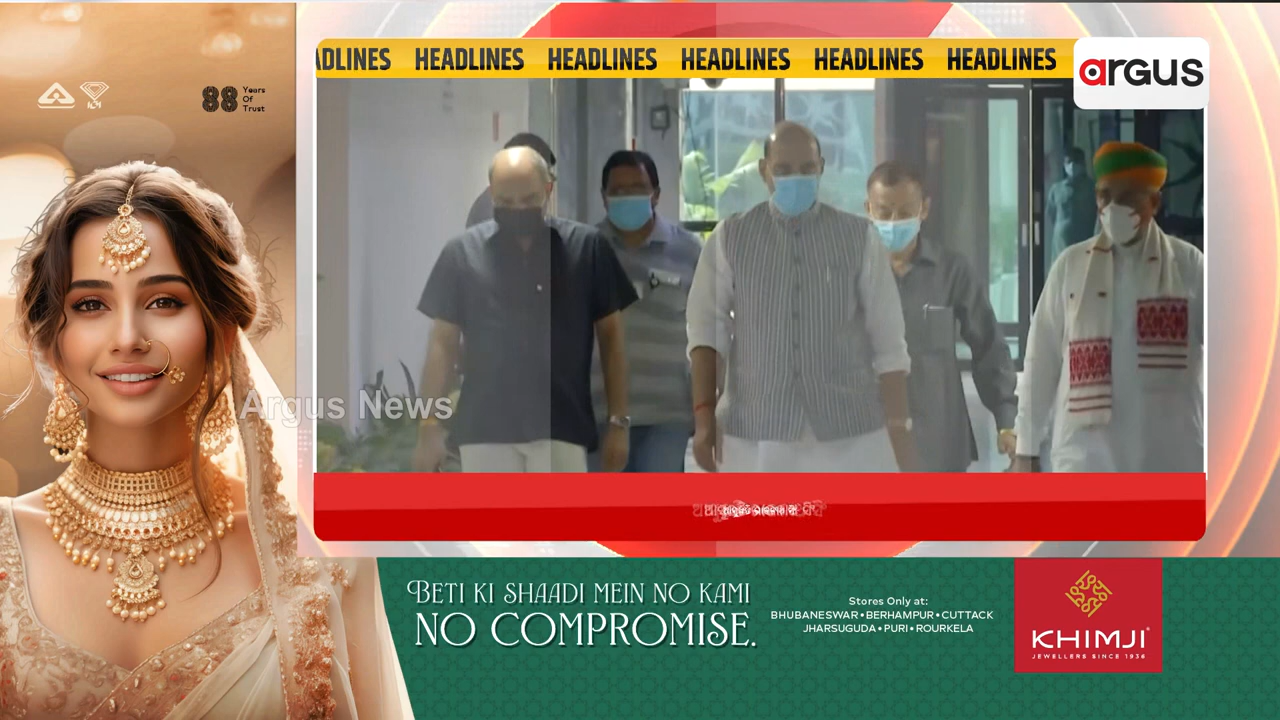 ADLINES HEADLINES HEADLINES HEADLINES HEADLINES HEADLINES
argus
88 Years
Of
Trust
Argus News
BETI KI SHAADI MEIN NO KAMI
NO COMPROMISE.
Stores Only at:
BHUBANESWAR • BERHAMPUR • CUTTACK
JHARSUGUDA • PURI • ROURKELA
KHIMJI
JEWELLERS SINCE 1936